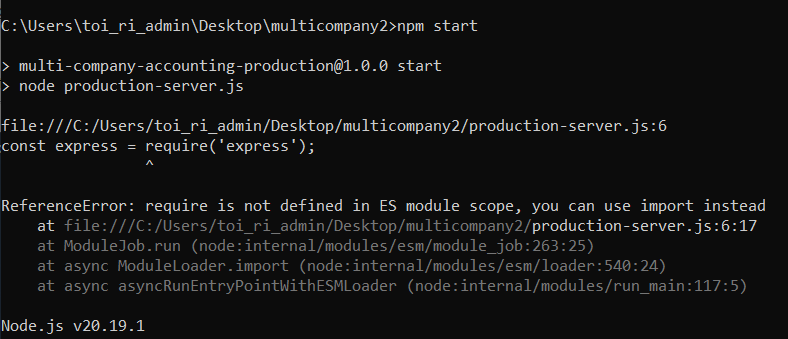 C:\Users\toi_ri_admin\Desktop\multicompany2>npm start
> multi-company-accounting-production@1.0.0 start
> node production-server.js
file:///C:/Users/toi_ri_admin/Desktop/multicompany2/production-server.js:6
const express = require('express');
^
ReferenceError: require is not defined in ES module scope, you can use import instead
at file:///C:/Users/toi_ri_admin/Desktop/multicompany2/production-server.js:6:17
at ModuleJob.run (node:internal/modules/esm/module_job:263:25)
at async ModuleLoader.import (node:internal/modules/esm/loader:540:24)
at async asyncRunEntryPointWithESMLoader (node:internal/modules/run_main:117:5)
Node.js v20.19.1